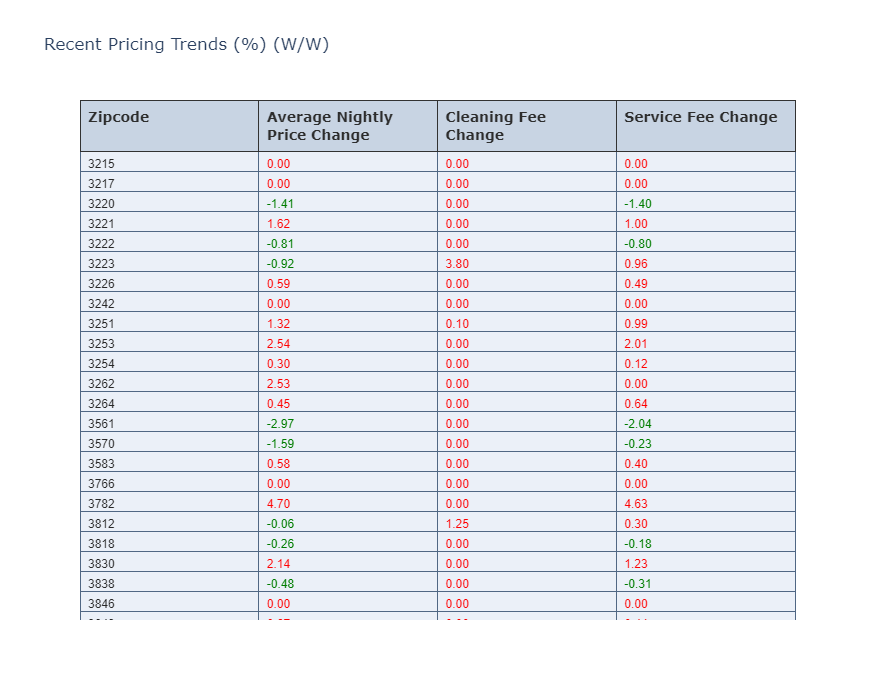 Recent Pricing Trends (%) (W/W)
Zipcode Average Nightly Price Change Cleaning Fee Change Service Fee Change
3215 0.00 0.00 0.00
3217 0.00 0.00 0.00
3220 -1.41 0.00 -1.40
3221 1.62 0.00 1.00
3222 -0.81 0.00 -0.80
3223 -0.92 3.80 0.96
3226 0.59 0.00 0.49
3242 0.00 0.00 0.00
3251 1.32 0.10 0.99
3253 2.54 0.00 2.01
3254 0.30 0.00 0.12
3262 2.53 0.00 0.00
3264 0.45 0.00 0.64
3561 -2.97 0.00 -2.04
3570 -1.59 0.00 -0.23
3583 0.58 0.00 0.40
3766 0.00 0.00 0.00
3782 4.70 0.00 4.63
3812 -0.06 1.25 0.30
3818 -0.26 0.00 -0.18
3830 2.14 0.00 1.23
3838 -0.48 0.00 -0.31
3846 0.00 0.00 0.00